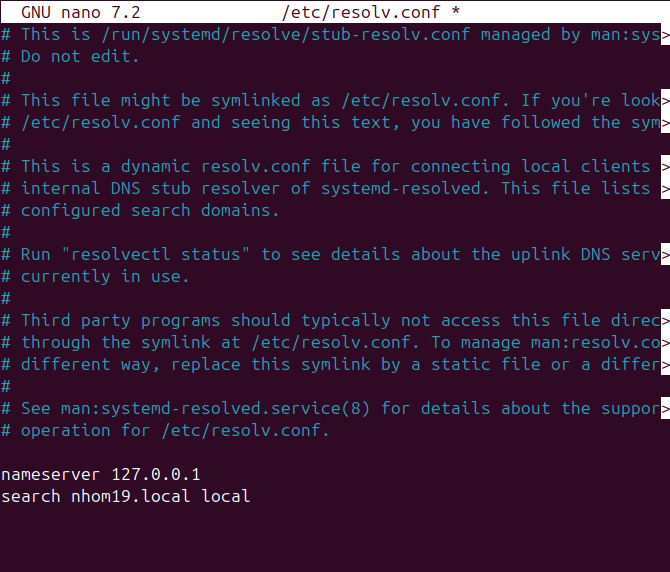 GNU nano 7.2 /etc/resolv.conf *
# This is /run/systemd/resolve/stub-resolv.conf managed by man:sys>
# Do not edit.
#
# This file might be symlinked as /etc/resolv.conf. If you're look>
# /etc/resolv.conf and seeing this text, you have followed the sym>
#
# This is a dynamic resolv.conf file for connecting local clients >
# internal DNS stub resolver of systemd-resolved. This file lists >
# configured search domains.
#
# Run "resolvectl status" to see details about the uplink DNS serv>
# currently in use.
#
# Third party programs should typically not access this file direc>
# through the symlink at /etc/resolv.conf. To manage man:resolv.co>
# different way, replace this symlink by a static file or a differ>
#
# See man:systemd-resolved.service(8) for details about the suppor>
# operation for /etc/resolv.conf.
nameserver 127.0.0.1
search nhom19.local local